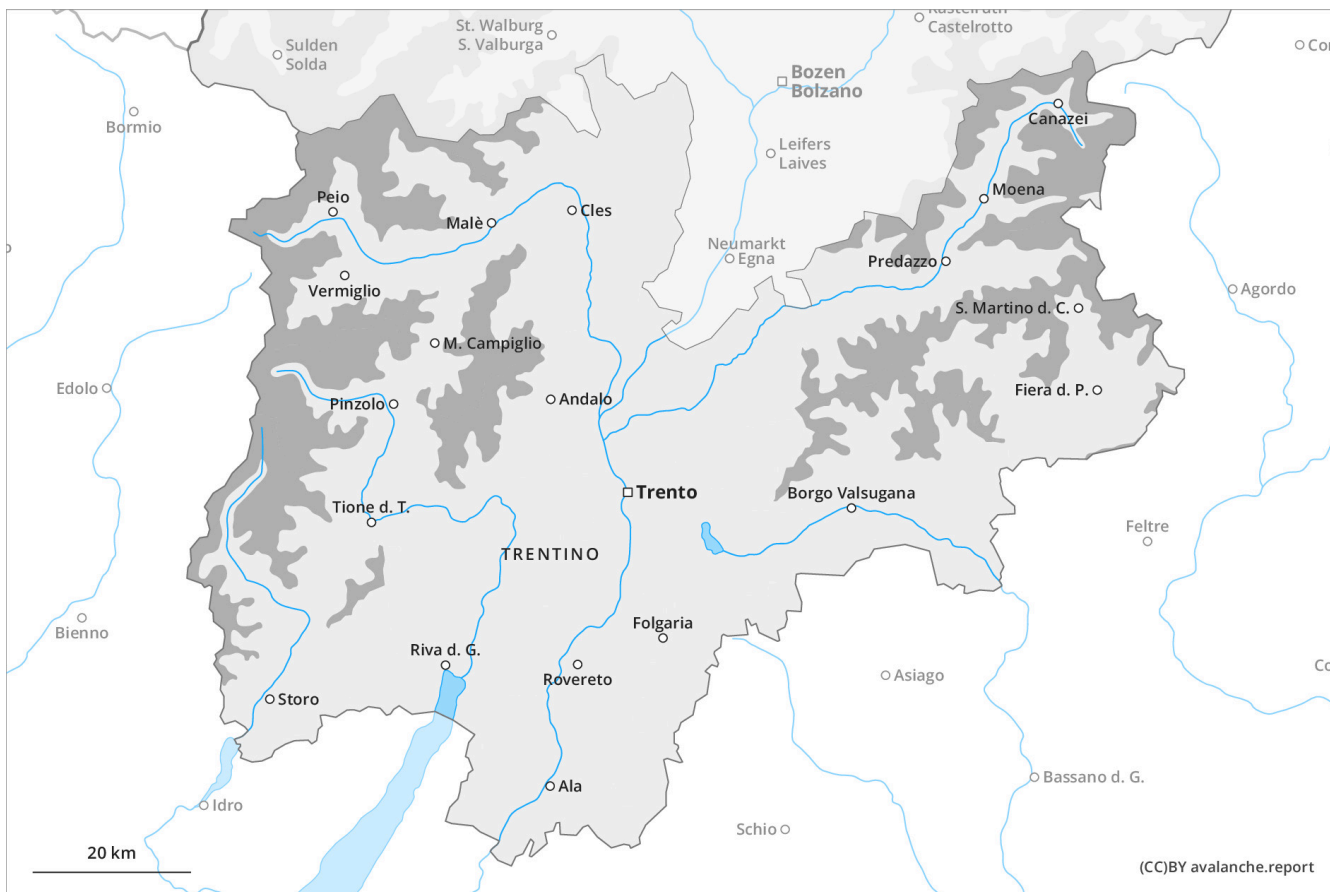 Kastelruth
Castelrotto
St. Walburg
S. Valburga
Sulden
Solda
Bozen
Bolzano
Bormio
Canazei
Leifers
Laives
Moena
Peio
Malè
Cles
Neumarkt
Egna
Predazzo
Vermiglio
Agordo
S. Martino d. C.
M. Campiglio
Edolo
Fiera d. P.
Pinzolo
Andalo
Trento
Borgo Valsugana
Tione d. T.
Feltre
TRENTINO
Folgaria
Bienno
Riva d. G.
Asiago
Rovereto
Storo
Bassano d. G.
Ala
Idro
Schio
20 km
(CC)BY avalanche.report